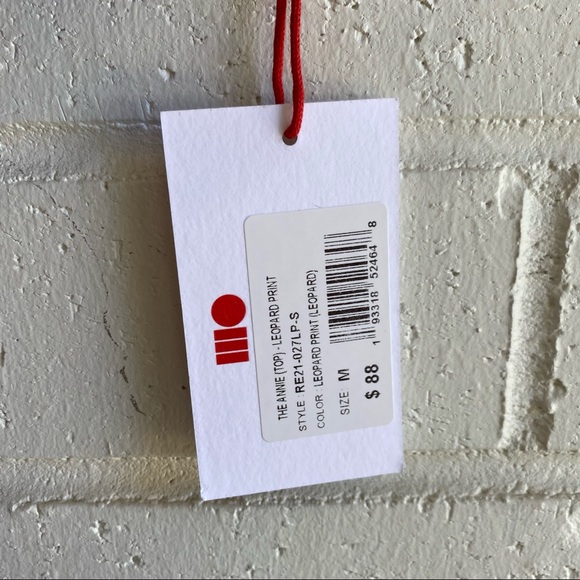 THE ANNIE (TOP) - LEOPARD PRINT
STYLE : RE21-027LP-S
COLOR : LEOPARD PRINT (LEOPARD)
SIZE: M
$ 88
1 93318 52464 8